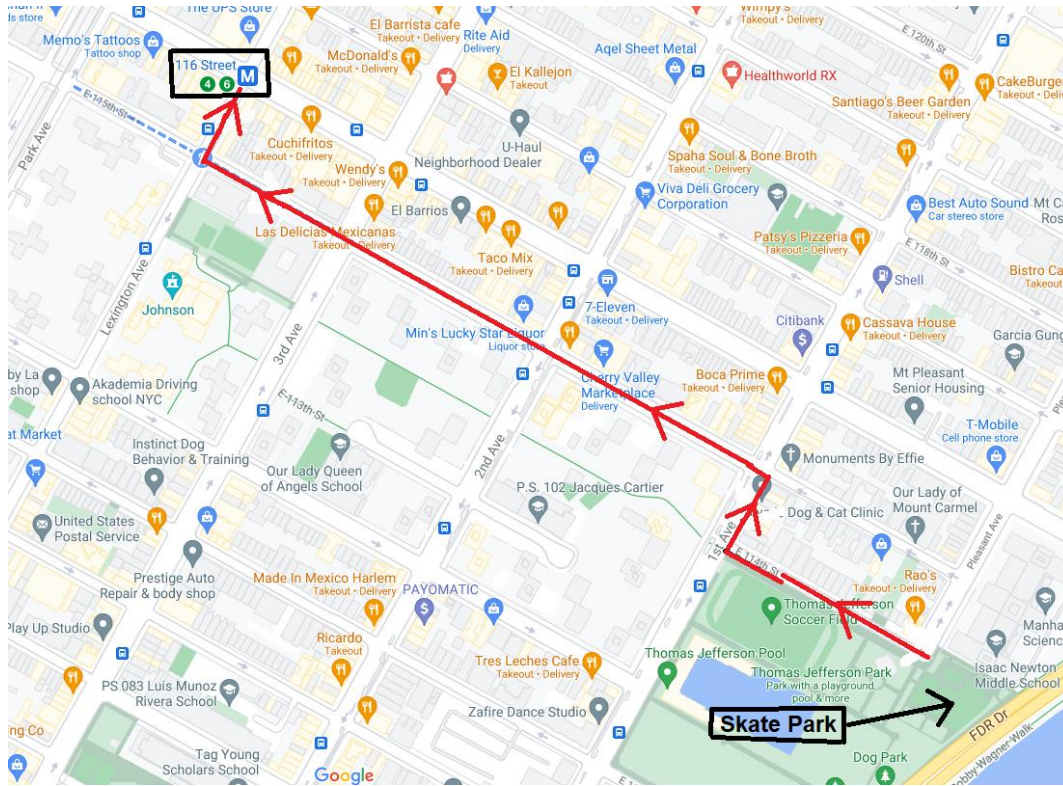 The UPS Store
Wimpy's
Takeout • Delivery
El Barrista cafe
Takeout • Delivery
Memo's Tattoos
Tattoo shop
Rite Aid
Delivery
E 120th St
Aqel Sheet Metal
McDonald's
Takeout • Delivery
116 Street
M
4 6
El Kallejon
Takeout
Healthworld RX
CakeBurger
Santiago's Beer Garden
Takeout • Delivery
E 145th St
Park Ave
U-Haul
Neighborhood Dealer
Cuchifritos
Takeout • Delivery
Spaha Soul & Bone Broth
Takeout • Delivery
Wendy's
Takeout • Delivery
Viva Deli Grocery
Corporation
Best Auto Sound
Car stereo store
El Barrios
Las Delicias Mexicanas
Takeout • Delivery
Patsy's Pizzeria
Takeout • Delivery
E 118th St
Taco Mix
Takeout • Delivery
Shell
Johnson
Lexington Ave
7-Eleven
Takeout • Delivery
Citibank
Min's Lucky Star Liquor
Liquor store
Cassava House
Takeout • Delivery
3rd Ave
Akademia Driving
school NYC
Cherry Valley
Marketplace
Delivery
Boca Prime
Takeout • Delivery
Mt Pleasant
Senior Housing
E 113th St
2nd Ave
T-Mobile
Cell phone store
Instinct Dog
Behavior & Training
Our Lady Queen
of Angels School
Monuments By Effie
P.S. 102 Jacques Cartier
Our Lady of
Mount Carmel
Dog & Cat Clinic
United States
Postal Service
1st Ave
E 114th St
Pleasant Ave
Prestige Auto
Repair & body shop
Made In Mexico Harlem
Takeout • Delivery
PAYOMATIC
Rao's
Takeout • Delivery
Thomas Jefferson
Soccer Field
Play Up Studio
Ricardo
Takeout
Thomas Jefferson Pool
Tres Leches Cafe
Takeout • Delivery
Thomas Jefferson Park
Park with a playground,
pool & more
Isaac Newton
Middle School
PS 083 Luis Munoz
Rivera School
Zafire Dance Studio
Skate Park
FDR Dr
Bobby Wagner Walk
Tag Young
Scholars School
Dog Park
Google